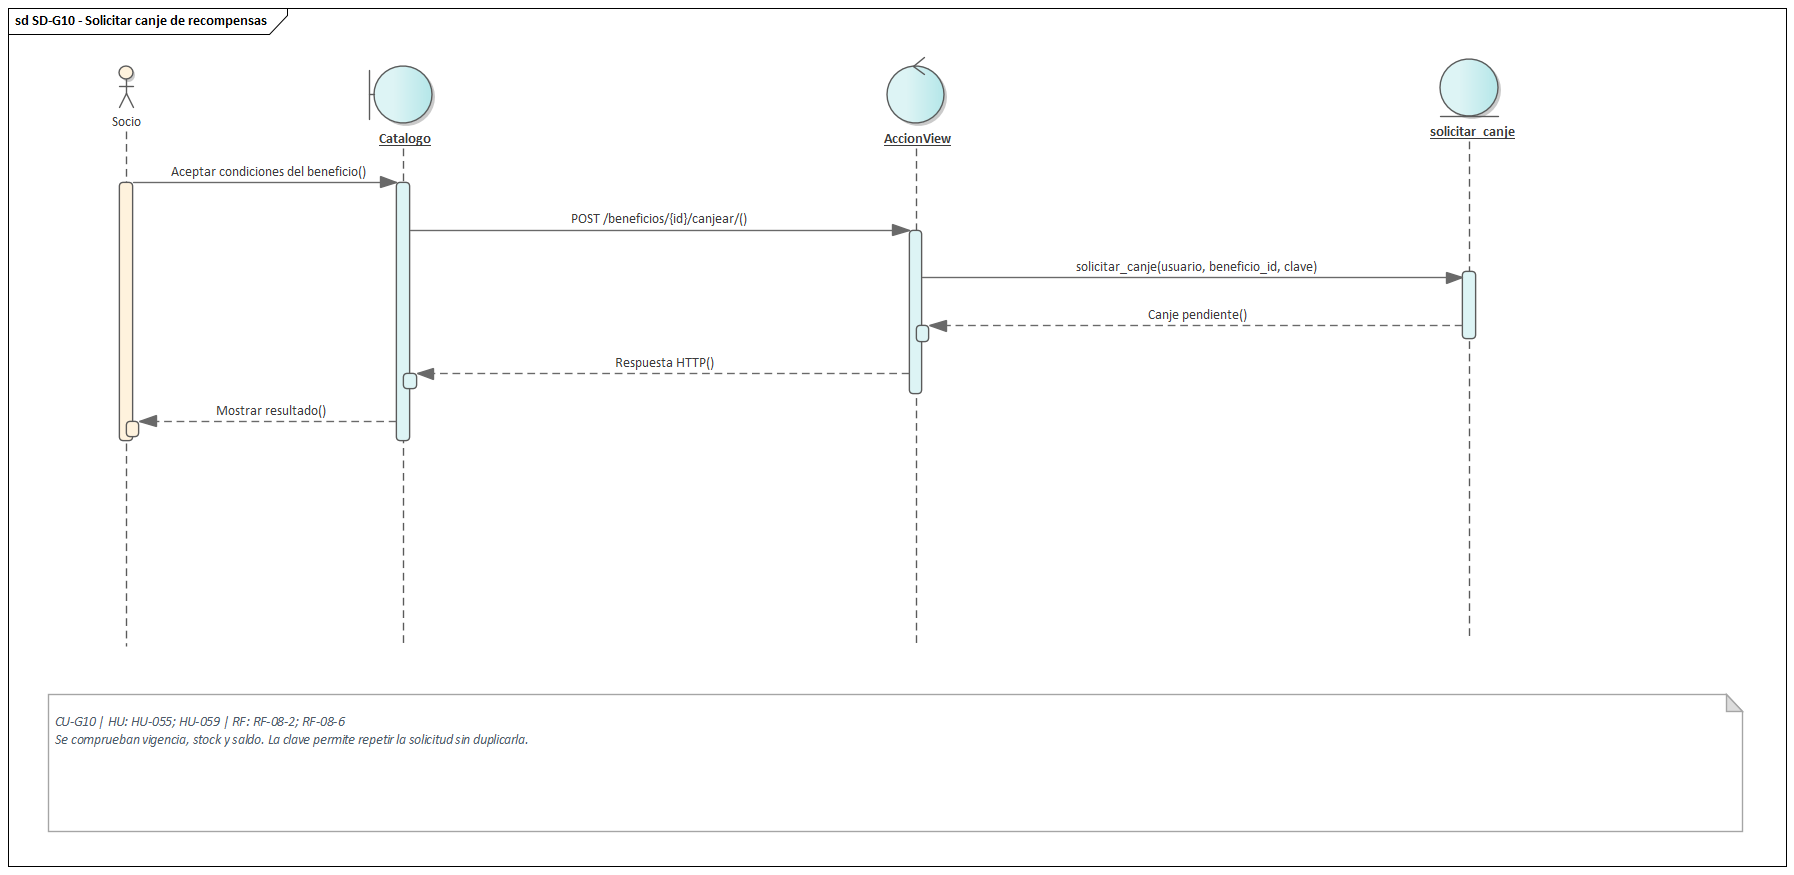 sd SD-G10 - Solicitar canje de recompensas
Socio
Catalogo
AccionView
solicitar_canje
Aceptar condiciones del beneficio()
POST /beneficios/{id}/canjear/()
solicitar_canje(usuario, beneficio_id, clave)
Canje pendiente()
Respuesta HTTP()
Mostrar resultado()
CU-G10 | HU: HU-055; HU-059 | RF: RF-08-2; RF-08-6
Se comprueban vigencia, stock y saldo. La clave permite repetir la solicitud sin duplicarla.